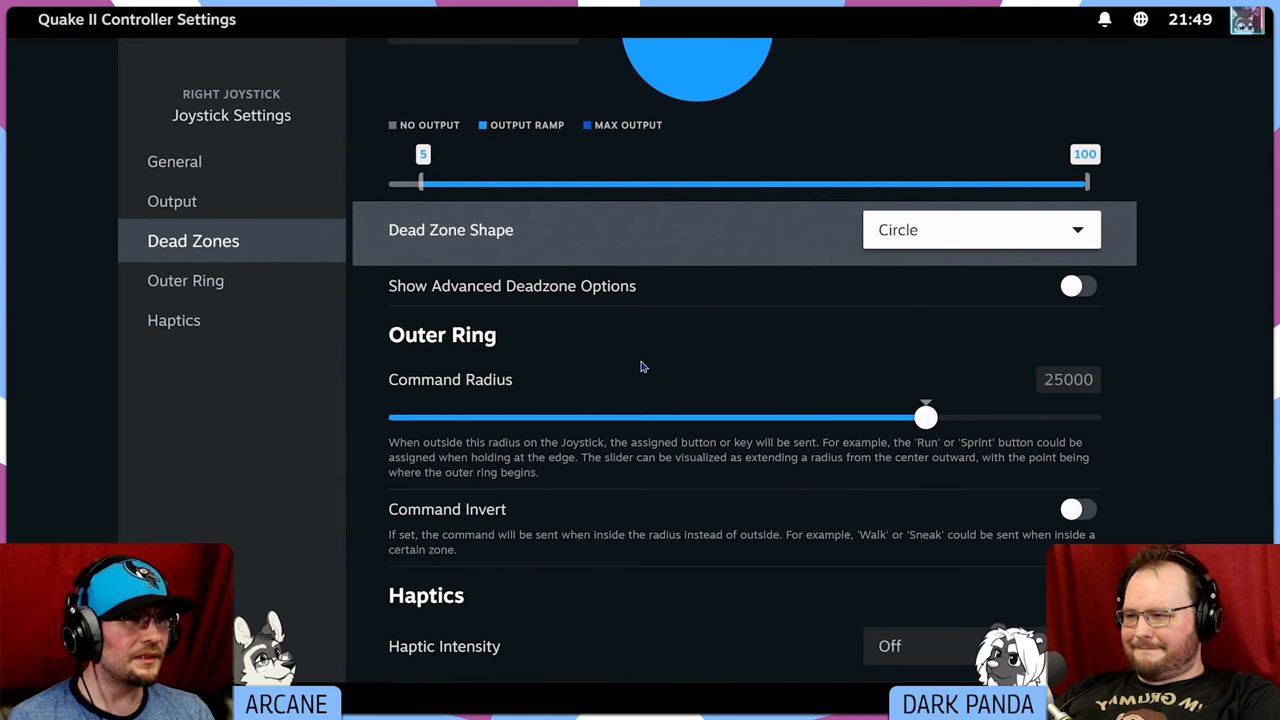 Quake II Controller Settings
21:49
RIGHT JOYSTICK
Joystick Settings
General
Output
Dead Zones
Outer Ring
Haptics
NO OUTPUT
OUTPUT RAMP
MAX OUTPUT
5
100
Dead Zone Shape
Circle
Show Advanced Deadzone Options
Outer Ring
Command Radius
25000
When outside this radius on the Joystick, the assigned button or key will be sent. For example, the 'Run' or 'Sprint' button could be
assigned when holding at the edge. The slider can be visualized as extending a radius from the center outward, with the point being
where the outer ring begins.
Command Invert
If set, the command will be sent when inside the radius instead of outside. For example, 'Walk' or 'Sneak' could be sent when inside a
certain zone.
Haptics
Haptic Intensity
Off
ARCANE
DARK PANDA
I'M GRUMPY